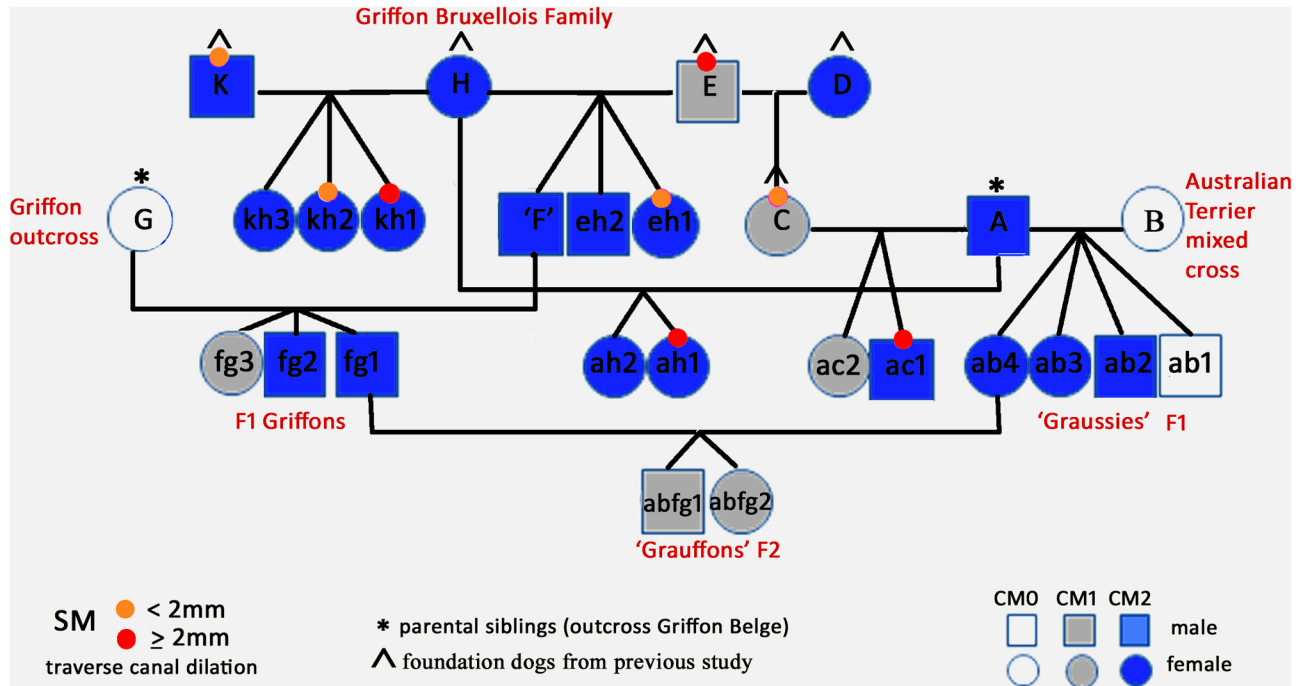 Griffon Bruxellois Family
K
H
E
D
*
*
Griffon
outcross
G
kh3
kh2
kh1
'F'
eh2
eh1
C
A
B
Australian
Terrier
mixed
cross
fg3
fg2
fg1
ah2
ah1
ac2
ac1
ab4
ab3
ab2
ab1
F1 Griffons
'Graussies' F1
abfg1
abfg2
'Grauffons' F2
SM
< 2mm
≥ 2mm
traverse canal dilation
* parental siblings (outcross Griffon Belge)
^ foundation dogs from previous study
CM0 CM1 CM2
male
female